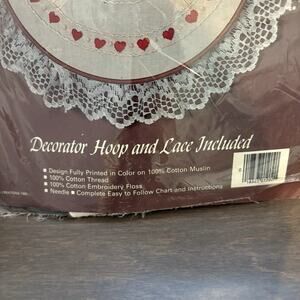 Decorator Hoop and Lace Included
■ Design Fully Printed in Color on 100% Cotton Muslin
■ 100% Cotton Thread
■ 100% Cotton Embroidery Floss
■ Needle ■ Complete Easy to Follow Chart and Instructions